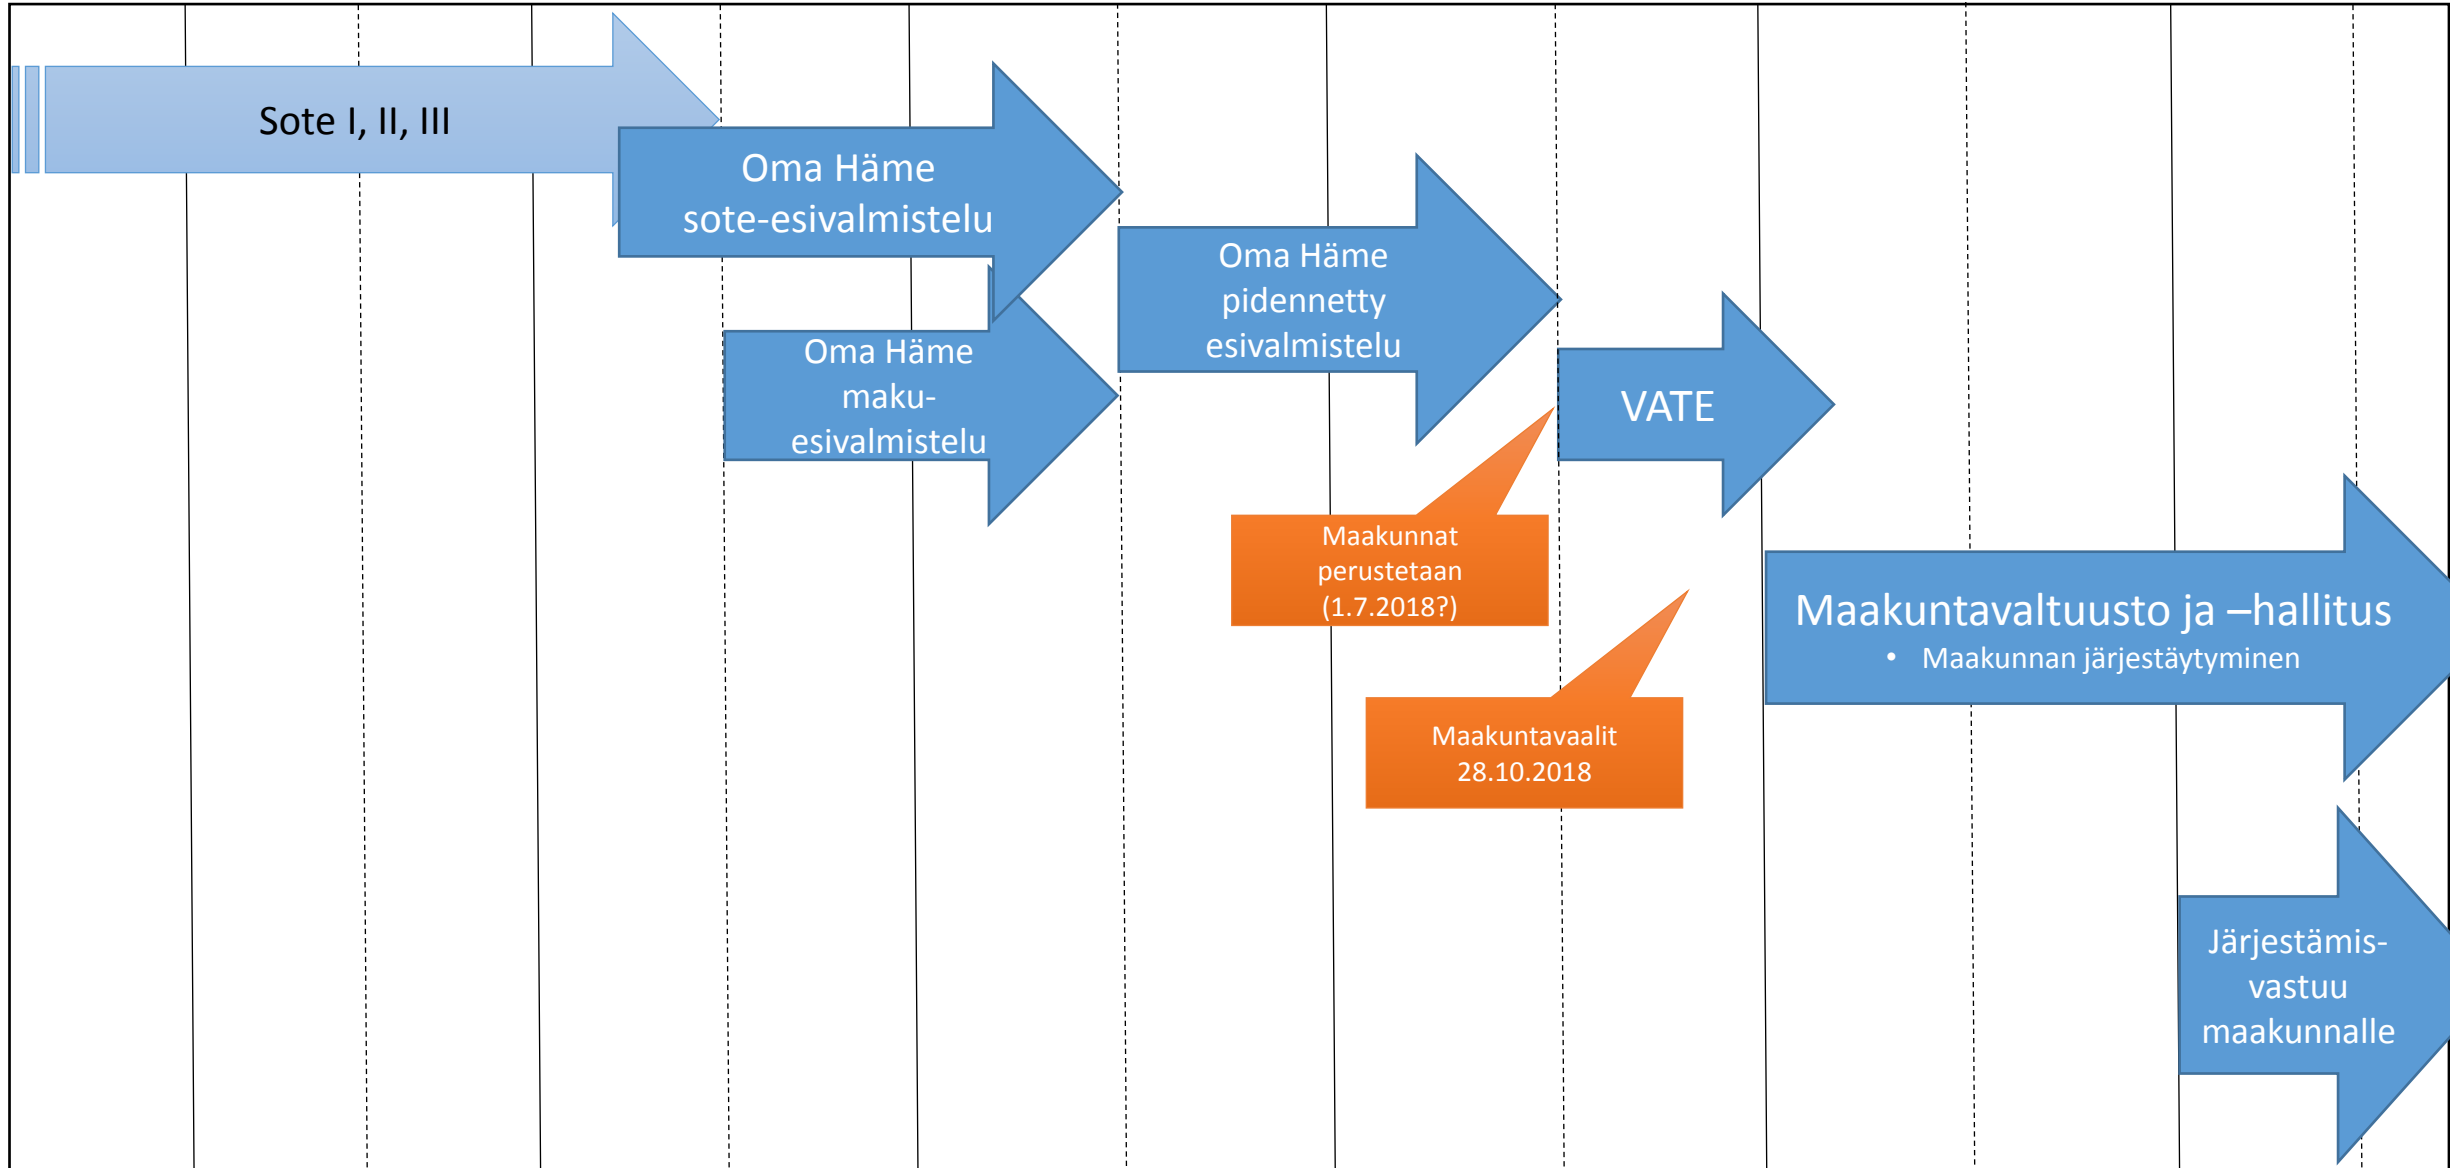 Sote I, II, III
Oma Häme
sote-esivalmistelu
Oma Häme
maku-
esivalmistelu
Oma Häme
pidennetty
esivalmistelu
VATE
Maakunnat
perustetaan
(1.7.2018?)
Maakuntavaalit
28.10.2018
Maakuntavaltuusto ja –hallitus
• Maakunnan järjestäytyminen
Järjestämis-
vastuu
maakunnalle